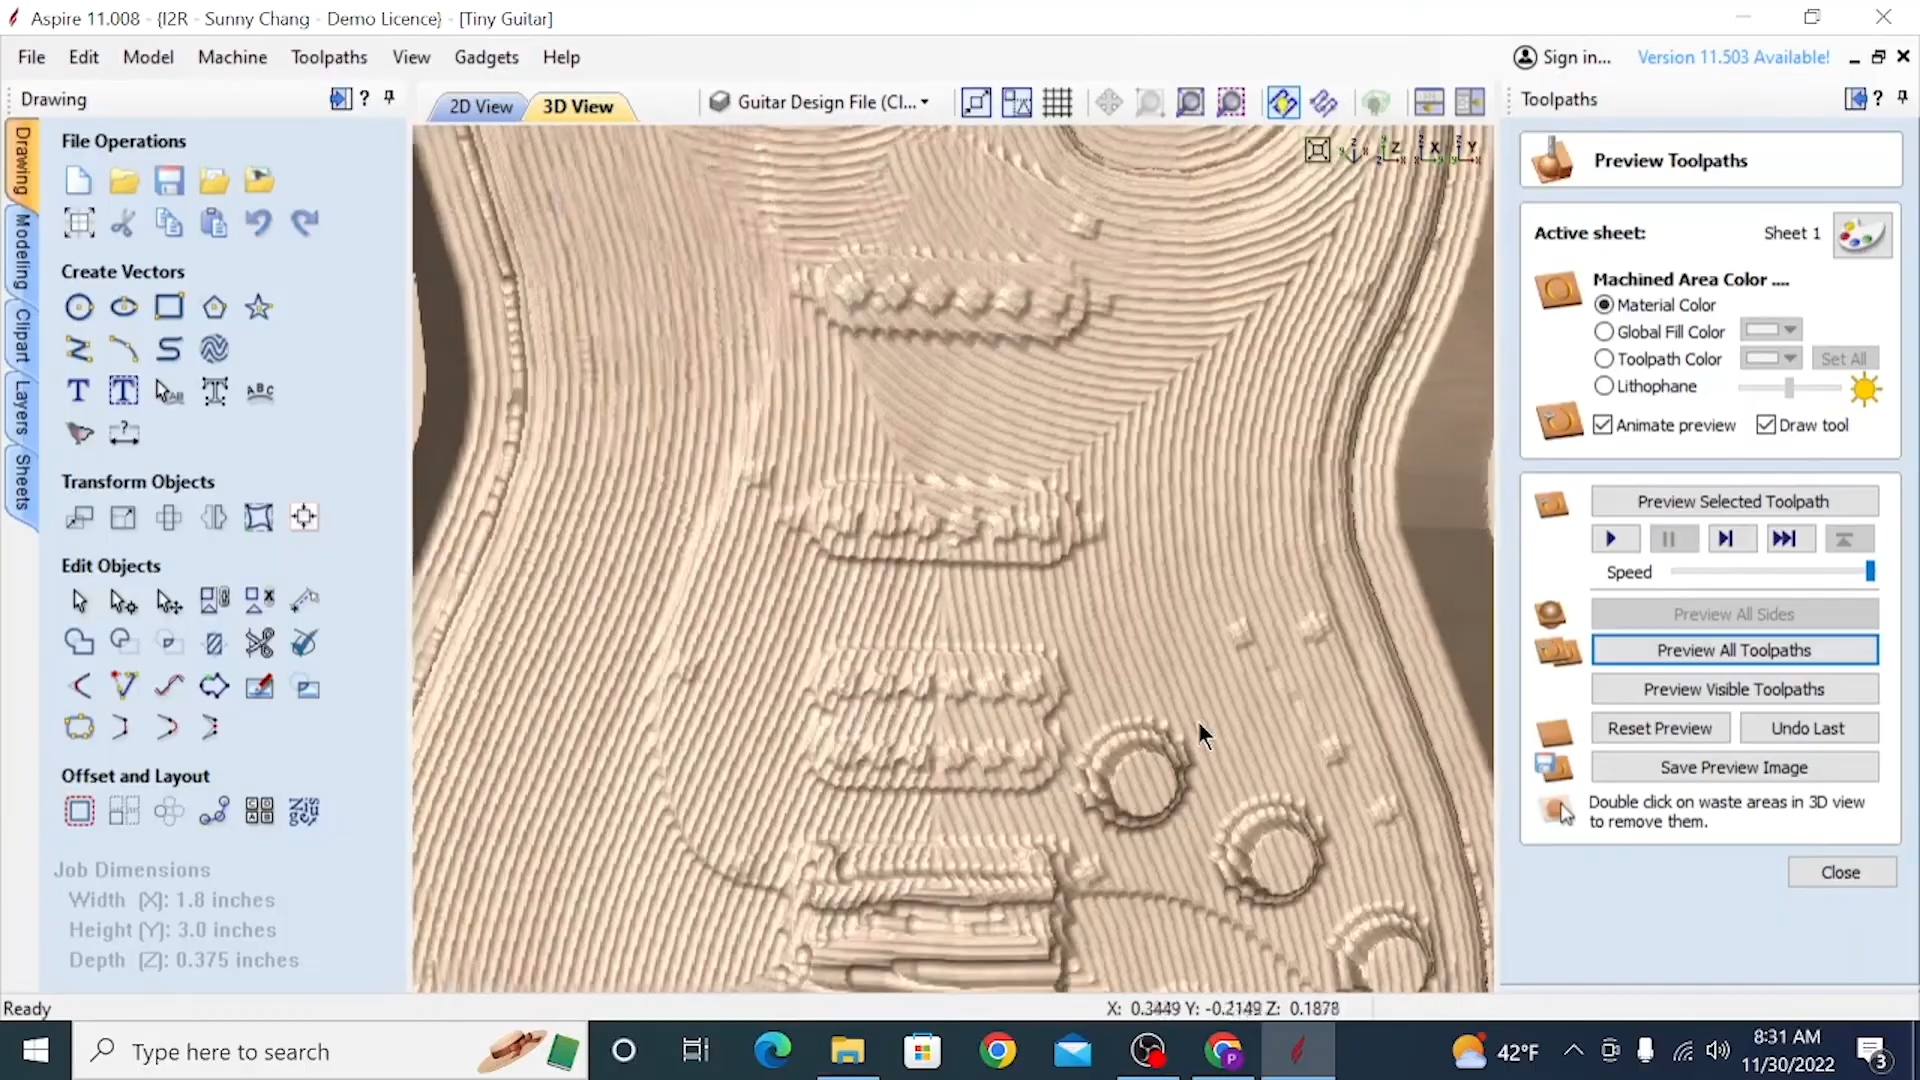 Aspire 11.008 - {I2R - Sunny Chang - Demo Licence} - [Tiny Guitar]
File Edit Model Machine Toolpaths View Gadgets Help
Sign in... Version 11.503 Available!
Drawing
2D View 3D View
Guitar Design File (Cl...
Toolpaths
Drawing
Modeling
Clipart
Layers
Sheets
File Operations
Create Vectors
Transform Objects
Edit Objects
Offset and Layout
Job Dimensions
Width (X): 1.8 inches
Height (Y): 3.0 inches
Depth (Z): 0.375 inches
Preview Toolpaths
Active sheet: Sheet 1
Machined Area Color ....
Material Color
Global Fill Color
Toolpath Color Set All
Lithophane
Animate preview Draw tool
Preview Selected Toolpath
Speed
Preview All Sides
Preview All Toolpaths
Preview Visible Toolpaths
Reset Preview Undo Last
Save Preview Image
Double click on waste areas in 3D view
to remove them.
Close
Ready
X: 0.3449 Y: -0.2149 Z: 0.1878
Type here to search
42°F
8:31 AM
11/30/2022
3